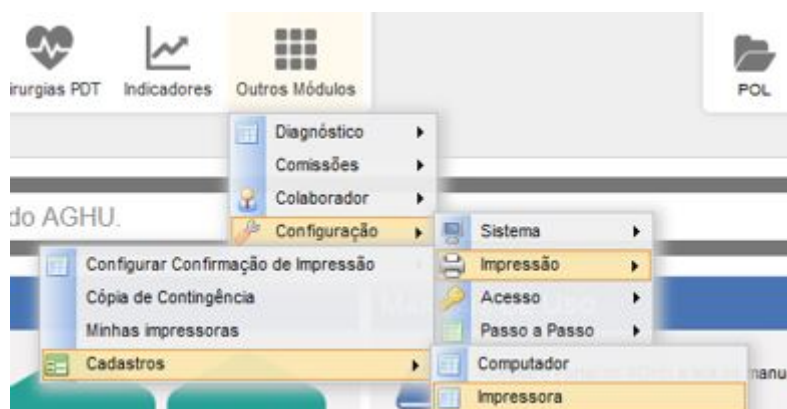 irurgias PDT
Indicadores
Outros Módulos
POL
Diagnóstico
Comissões
Colaborador
do AGHU.
Configuração
Sistema
Configurar Confirmação de Impressão
Impressão
Cópia de Contingência
Acesso
Minhas impressoras
Passo a Passo
Cadastros
Computador
manu
Impressora